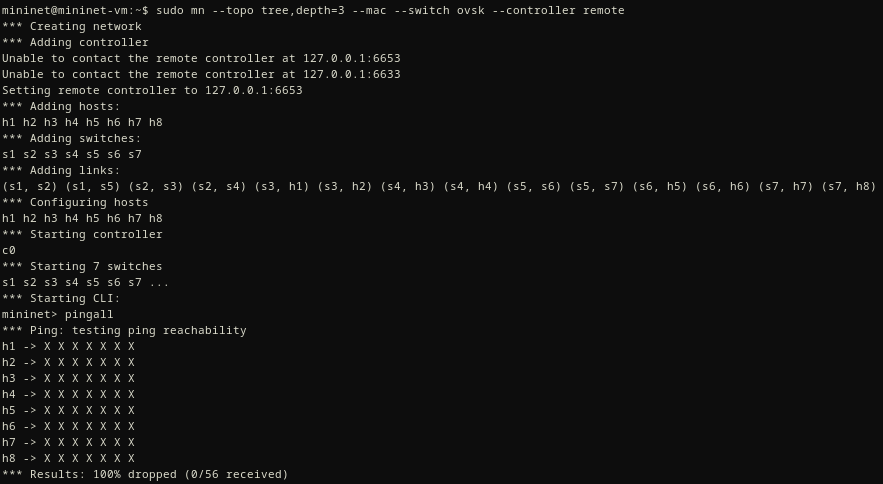 mininet@mininet-vm:~$ sudo mn --topo tree,depth=3 --mac --switch ovsk --controller remote
*** Creating network
*** Adding controller
Unable to contact the remote controller at 127.0.0.1:6653
Unable to contact the remote controller at 127.0.0.1:6633
Setting remote controller to 127.0.0.1:6653
*** Adding hosts:
h1 h2 h3 h4 h5 h6 h7 h8
*** Adding switches:
s1 s2 s3 s4 s5 s6 s7
*** Adding links:
(s1, s2) (s1, s5) (s2, s3) (s2, s4) (s3, h1) (s3, h2) (s4, h3) (s4, h4) (s5, s6) (s5, s7) (s6, h5) (s6, h6) (s7, h7) (s7, h8)
*** Configuring hosts
h1 h2 h3 h4 h5 h6 h7 h8
*** Starting controller
c0
*** Starting 7 switches
s1 s2 s3 s4 s5 s6 s7 ...
*** Starting CLI:
mininet> pingall
*** Ping: testing ping reachability
h1 -> X X X X X X X
h2 -> X X X X X X X
h3 -> X X X X X X X
h4 -> X X X X X X X
h5 -> X X X X X X X
h6 -> X X X X X X X
h7 -> X X X X X X X
h8 -> X X X X X X X
*** Results: 100% dropped (0/56 received)